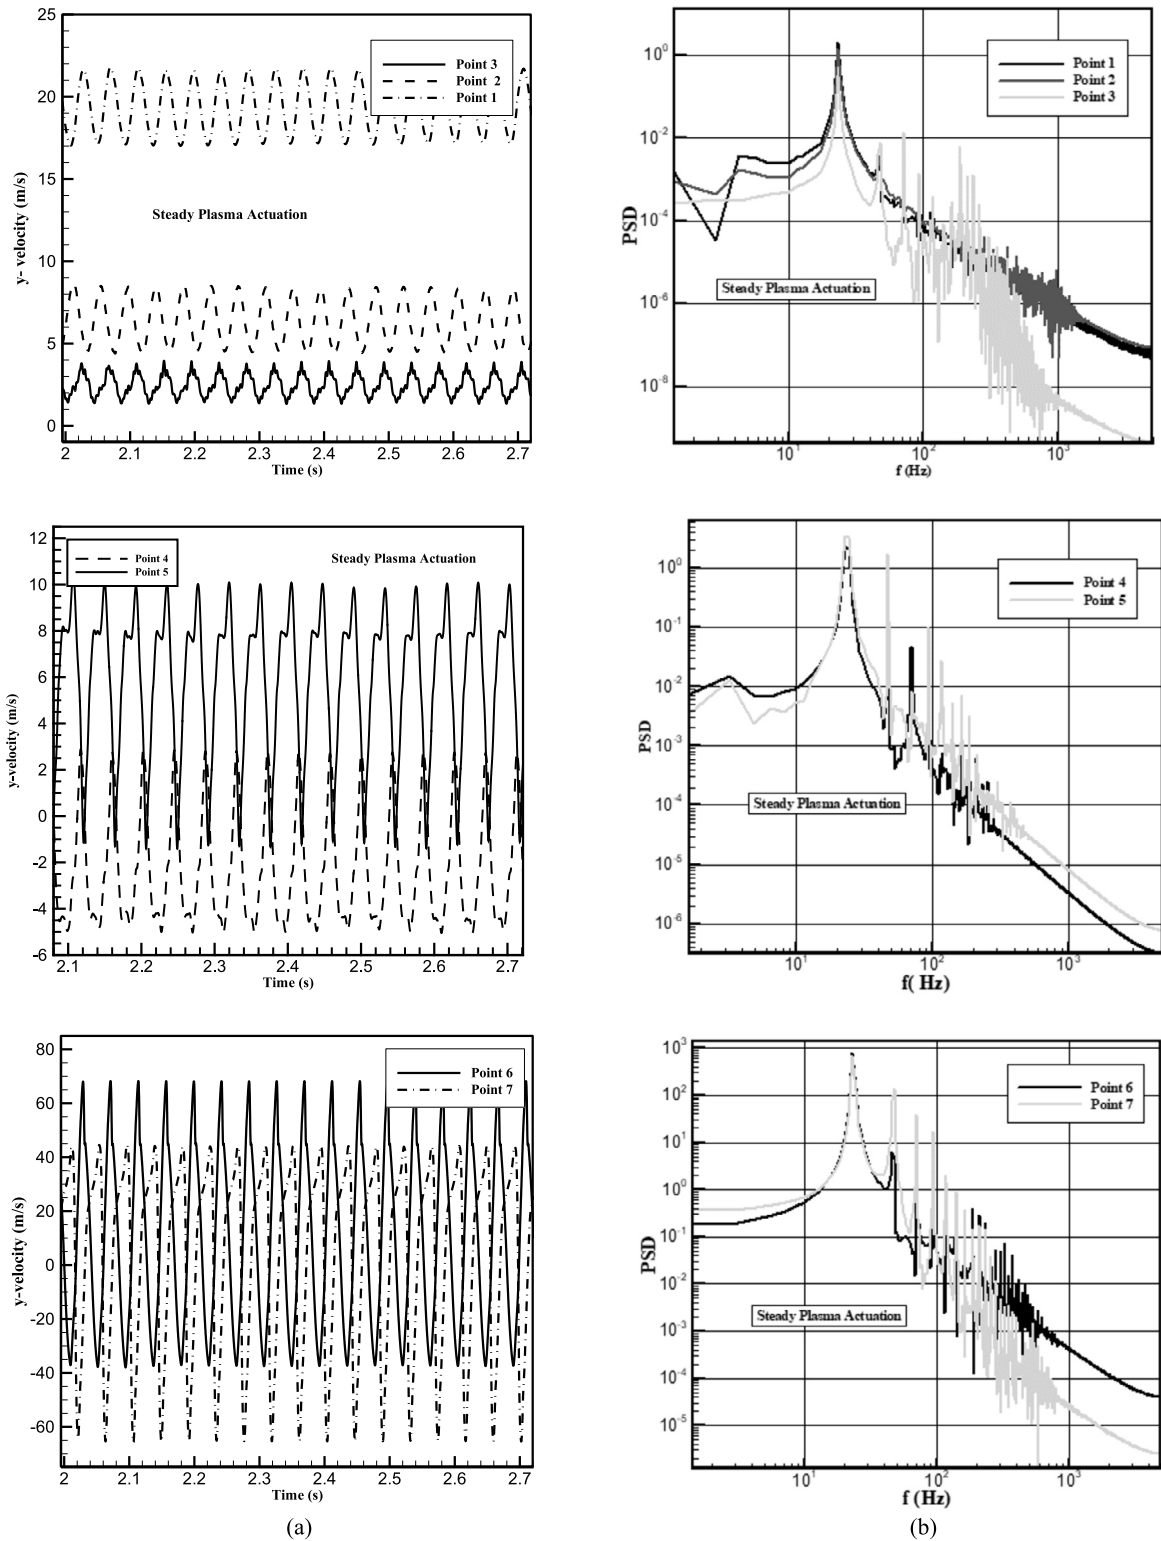 25
20
15
10
5
0
y- velocity (m/s)
Point 3
Point 2
Point 1
Steady Plasma Actuation
2 2.1 2.2 2.3 2.4 2.5 2.6 2.7
Time (s)
10^0
10^-2
10^-4
10^-6
10^-8
PSD
Point 1
Point 2
Point 3
Steady Plasma Actuation
10^1 10^2 10^3
f (Hz)
12
10
8
6
4
2
0
-2
-4
-6
y-velocity (m/s)
Point 4
Point 5
Steady Plasma Actuation
2.1 2.2 2.3 2.4 2.5 2.6 2.7
Time (s)
10^0
10^-1
10^-2
10^-3
10^-4
10^-5
10^-6
PSD
Point 4
Point 5
Steady Plasma Actuation
10^1 10^2 10^3
f( Hz)
80
60
40
20
0
-20
-40
-60
y-velocity (m/s)
Point 6
Point 7
2 2.1 2.2 2.3 2.4 2.5 2.6 2.7
Time (s)
10^3
10^2
10^1
10^0
10^-1
10^-2
10^-3
10^-4
10^-5
PSD
Point 6
Point 7
Steady Plasma Actuation
10^1 10^2 10^3
f (Hz)
(a) (b)